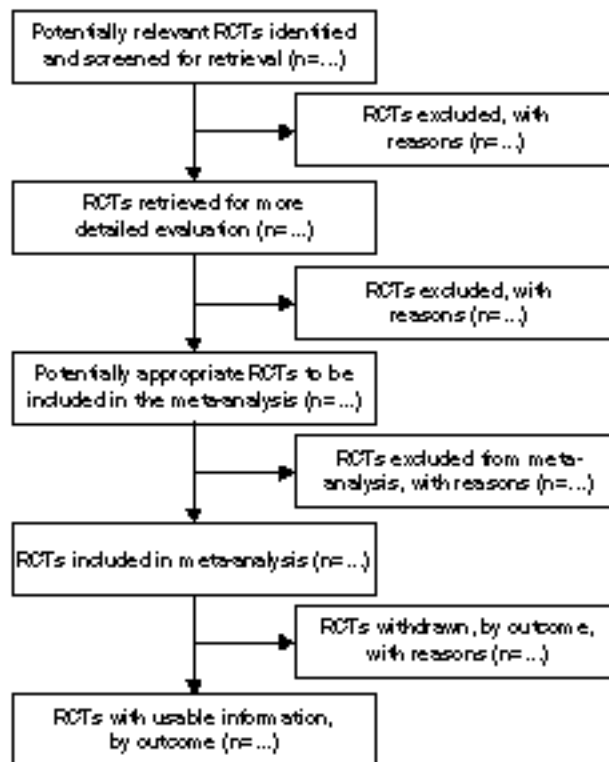 Potentially relevant RCTs identified
and screened for retrieval (n=...)
RCTs excluded, with
reasons (n=...)
RCTs retrieved for more
detailed evaluation (n=...)
RCTs excluded, with
reasons (n=...)
Potentially appropriate RCTs to be
included in the meta-analysis (n=...)
RCTs excluded from meta-
analysis, with reasons (n=...)
RCTs included in meta-analysis (n=...)
RCTs withdrawn, by outcome,
with reasons (n=...)
RCTs with usable information,
by outcome (n=...)